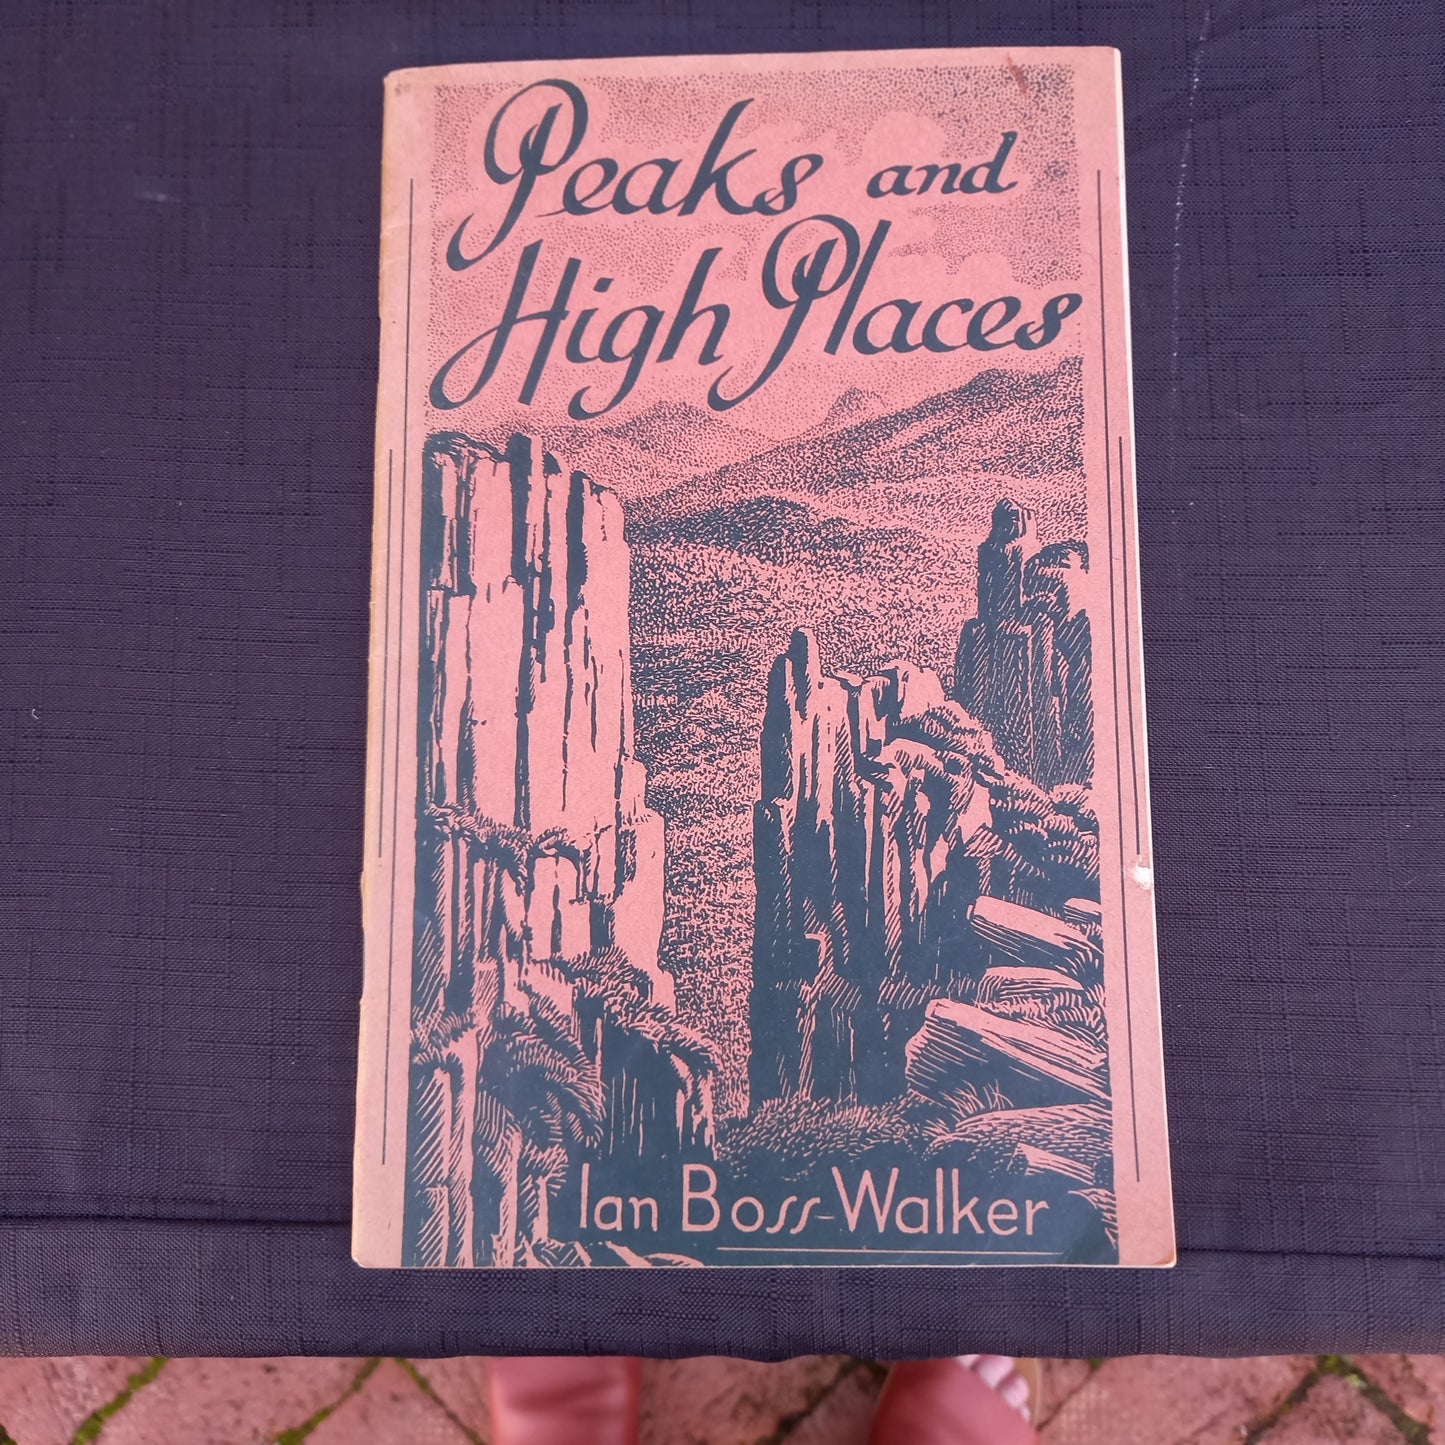 Peaks and
High Places
Ian Boss-Walker